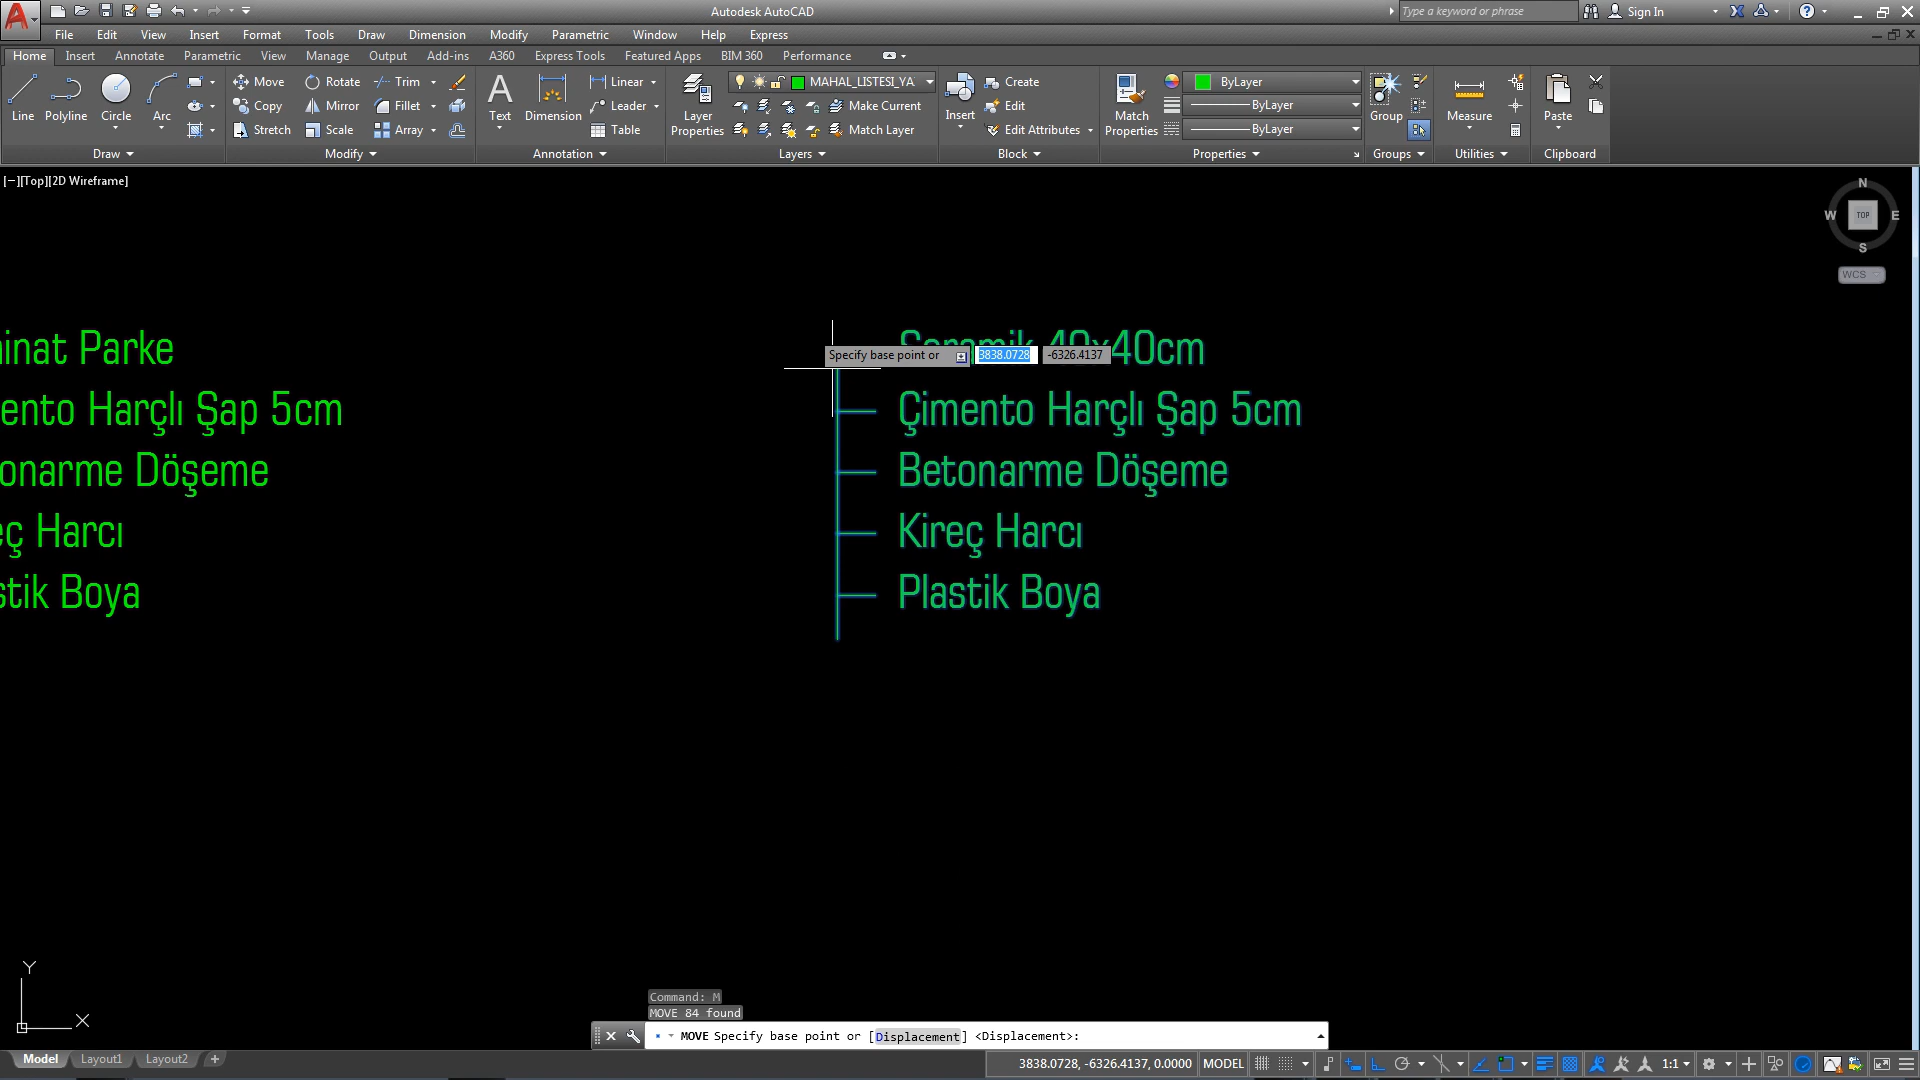 Autodesk AutoCAD
Type a keyword or phrase
Sign In
File Edit View Insert Format Tools Draw Dimension Modify Parametric Window Help Express
Home Insert Annotate Parametric View Manage Output Add-ins A360 Express Tools Featured Apps BIM 360 Performance
Line Polyline Circle Arc
Move Rotate Trim
Copy Mirror Fillet
Stretch Scale Array
Text Dimension
Linear
Leader
Table
Layer Properties
MAHAL_LISTESI_YA
Make Current
Match Layer
Insert
Create
Edit
Edit Attributes
Match Properties
ByLayer
ByLayer
ByLayer
Group
Measure
Paste
Draw Modify Annotation Layers Block Properties Groups Utilities Clipboard
[−][Top][2D Wireframe]
N
W TOP E
S
WCS
inat Parke
ento Harçlı Şap 5cm
onarme Döşeme
eç Harcı
stik Boya
Seramik 40x40cm
Specify base point or 3838.0728 -6326.4137
Çimento Harçlı Şap 5cm
Betonarme Döşeme
Kireç Harcı
Plastik Boya
Y
X
Command: M
MOVE 84 found
MOVE Specify base point or [Displacement] <Displacement>:
Model Layout1 Layout2 +
3838.0728, -6326.4137, 0.0000 MODEL 1:1